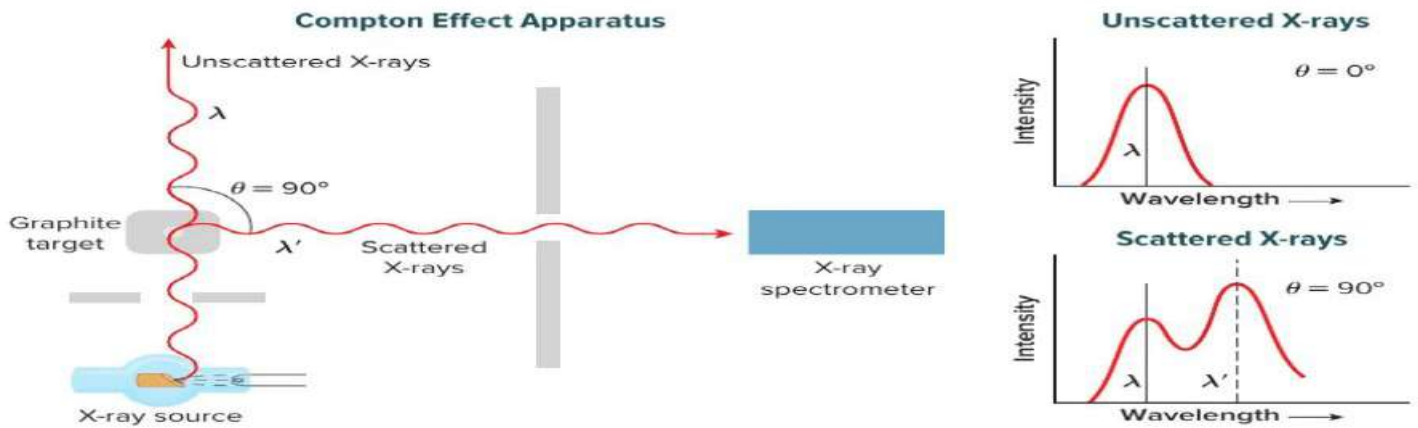 Compton Effect Apparatus
Unscattered X-rays
λ
θ = 90°
Graphite
target
λ′
Scattered
X-rays
X-ray
spectrometer
X-ray source
Unscattered X-rays
θ = 0°
Intensity
λ
Wavelength
Scattered X-rays
θ = 90°
Intensity
λ
λ′
Wavelength